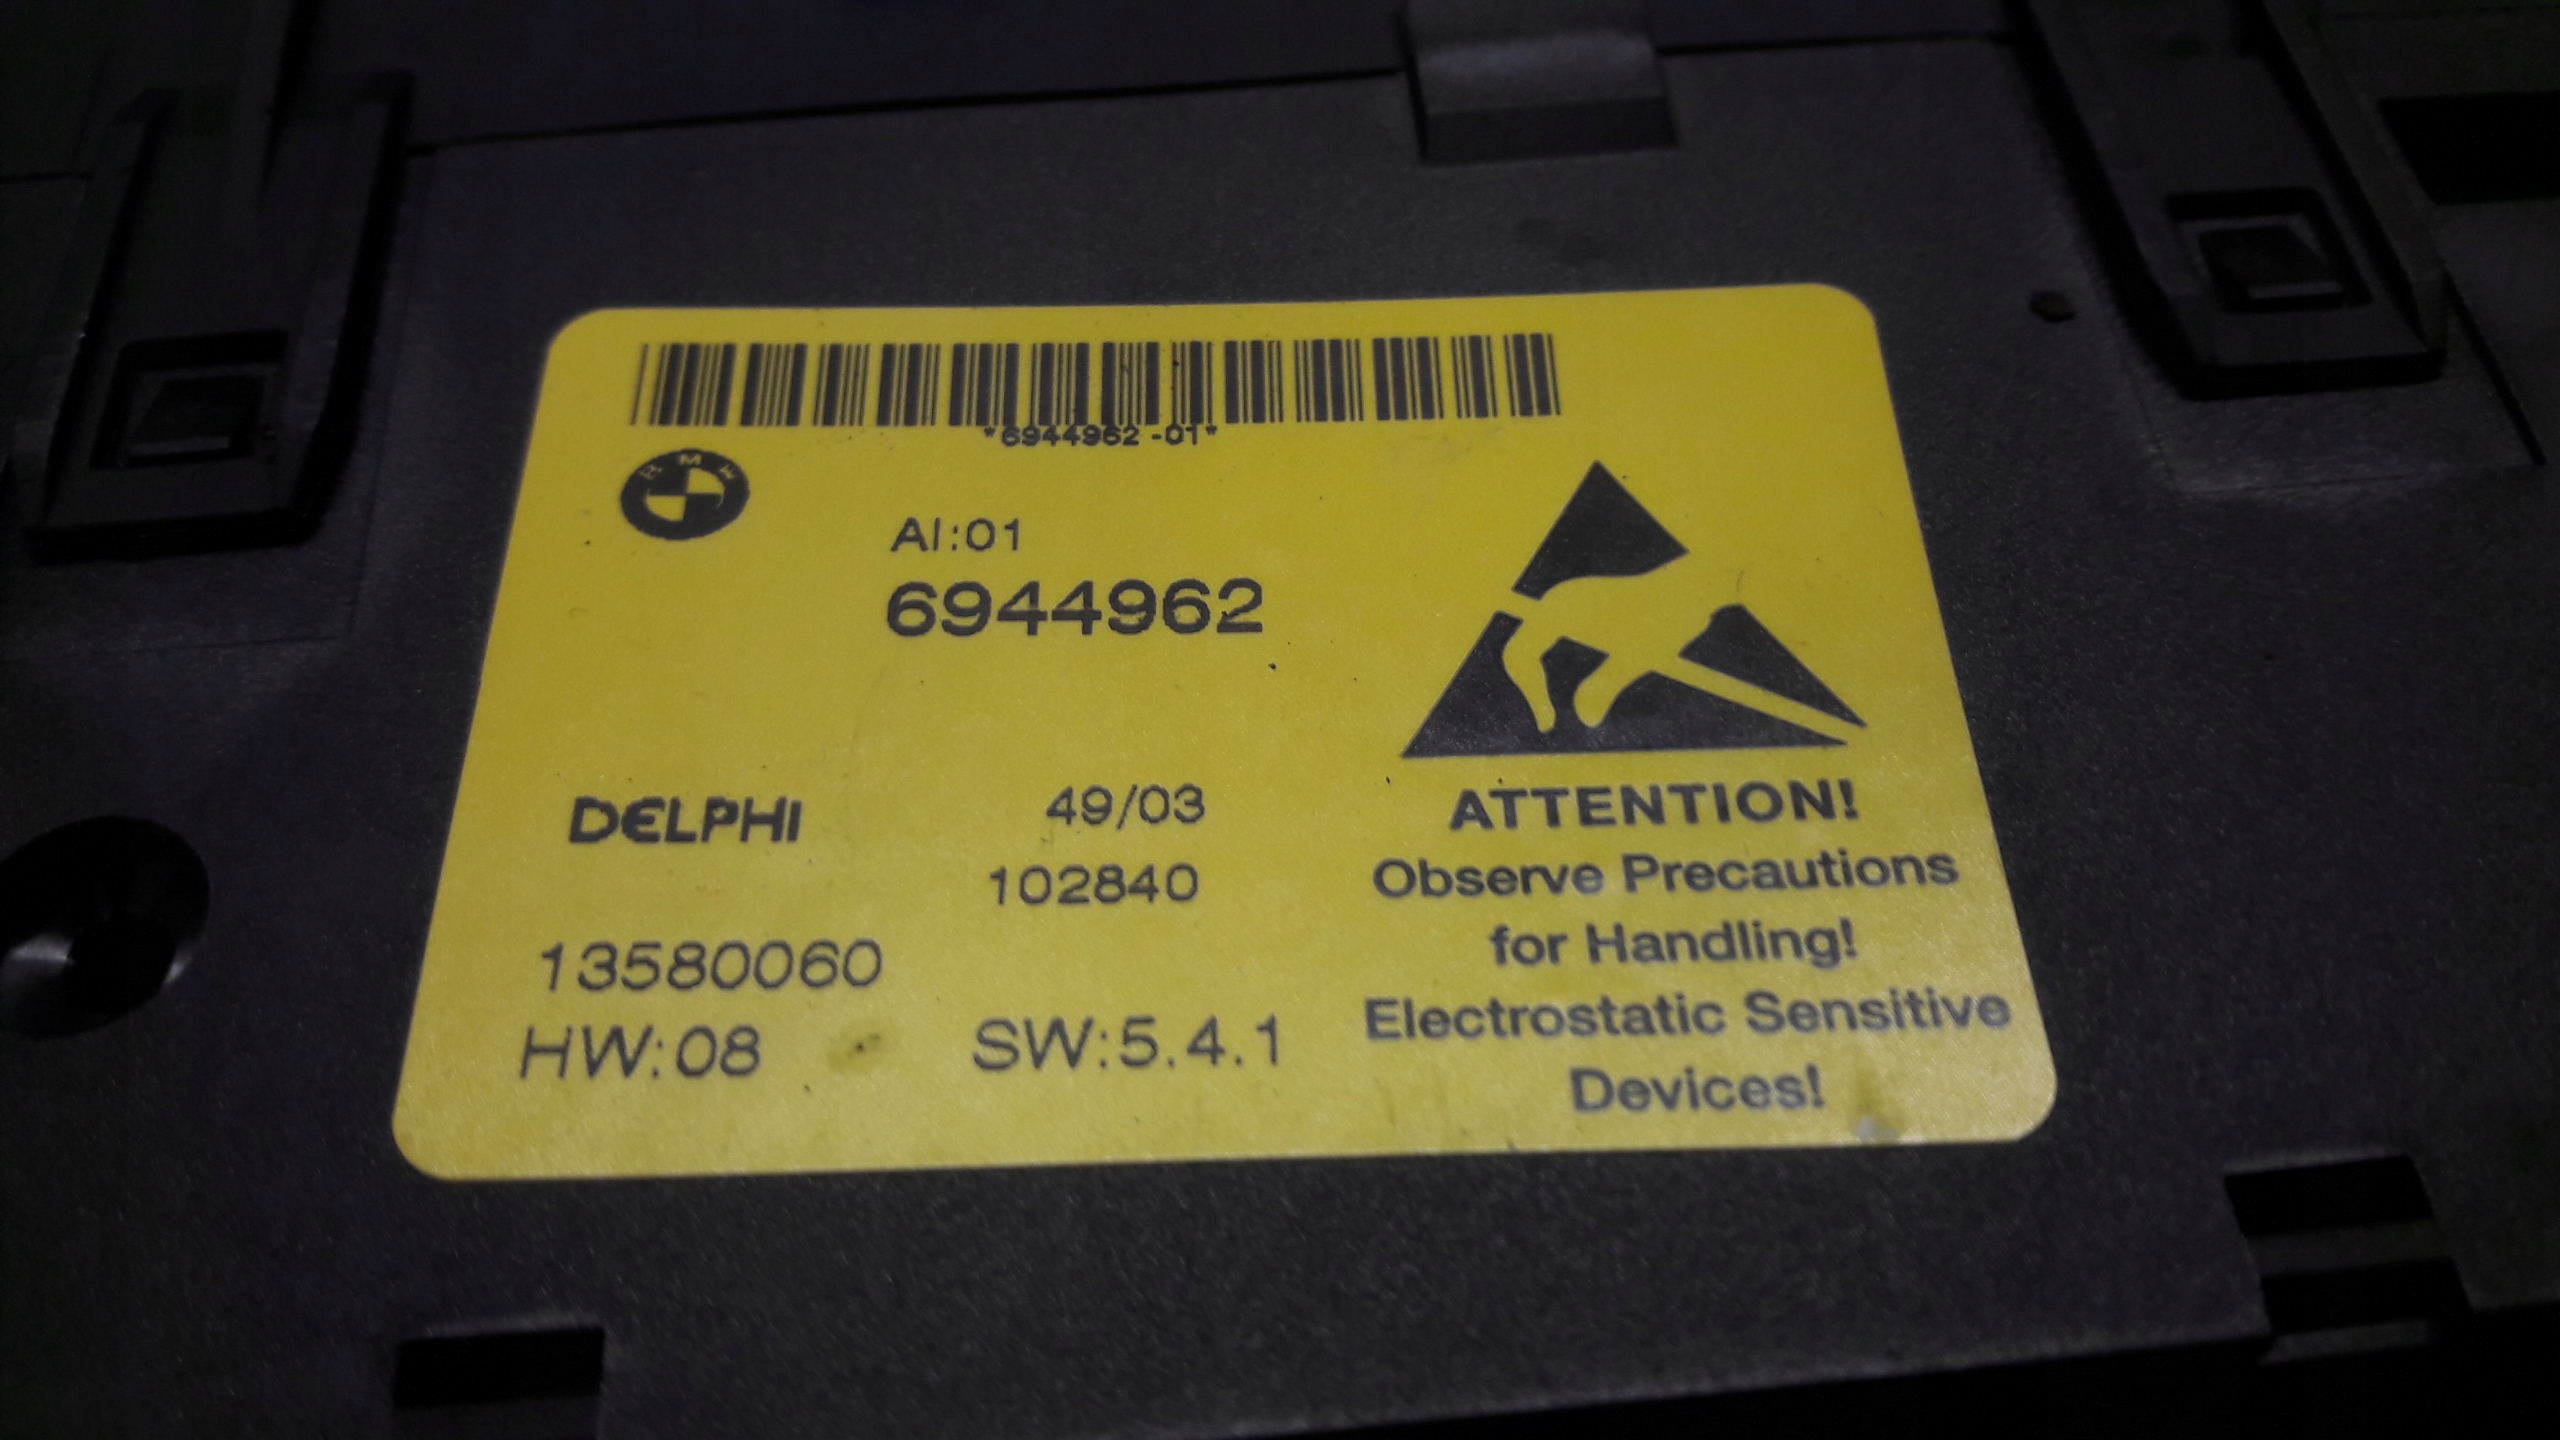 *6944962 -01*
BMW
AI:01
6944962
DELPHI
49/03
102840
13580060
HW:08
SW:5.4.1
ATTENTION!
Observe Precautions
for Handling!
Electrostatic Sensitive
Devices!